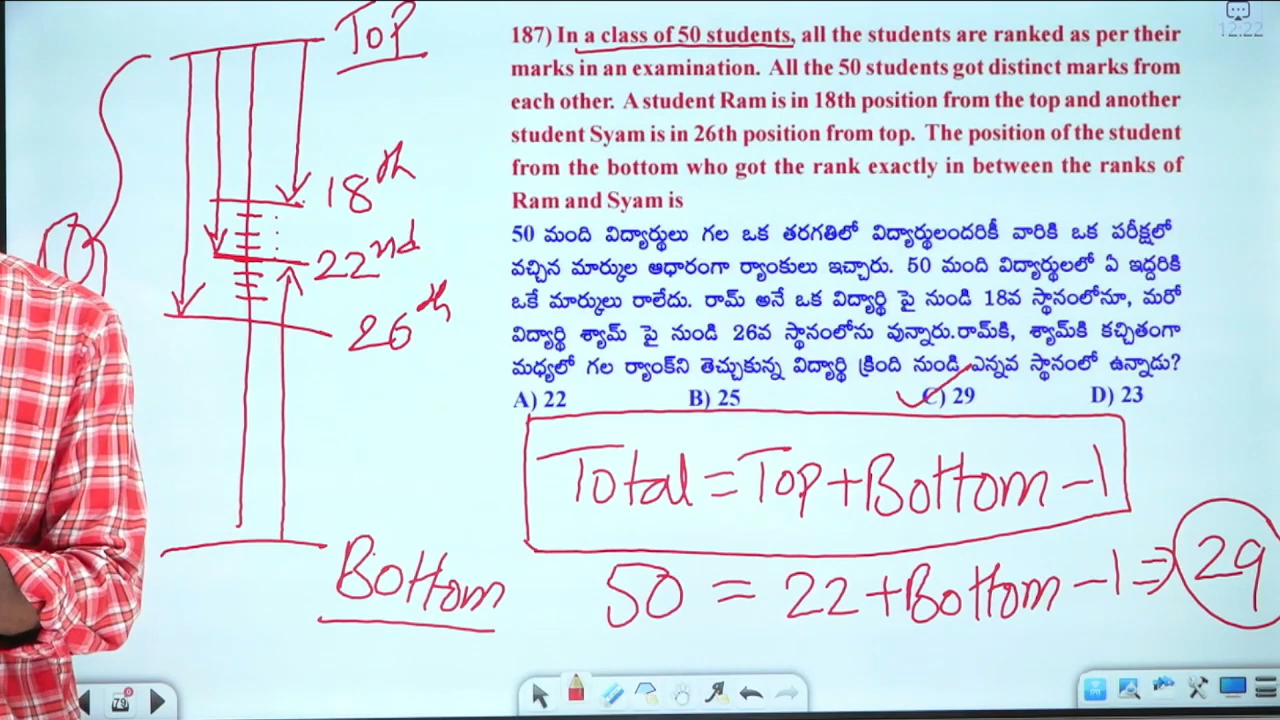 Top
18th
22nd
26th
Bottom
12:22
187) In a class of 50 students, all the students are ranked as per their
marks in an examination. All the 50 students got distinct marks from
each other. A student Ram is in 18th position from the top and another
student Syam is in 26th position from top. The position of the student
from the bottom who got the rank exactly in between the ranks of
Ram and Syam is
50 మంది విద్యార్థులు గల ఒక తరగతిలో విద్యార్థులందరికీ వారికి ఒక పరీక్షలో
వచ్చిన మార్కుల ఆధారంగా ర్యాంకులు ఇచ్చారు. 50 మంది విద్యార్థులలో ఏ ఇద్దరికి
ఒకే మార్కులు రాలేదు. రామ్ అనే ఒక విద్యార్థి పై నుండి 18వ స్థానంలోనూ, మరో
విద్యార్థి శ్యామ్ పై నుండి 26వ స్థానంలోను వున్నారు.రామ్‌కి, శ్యామ్‌కి కచ్చితంగా
మధ్యలో గల ర్యాంక్‌ని తెచ్చుకున్న విద్యార్థి క్రింది నుండి ఎన్నవ స్థానంలో ఉన్నాడు?
A) 22 B) 25 C) 29 D) 23
Total = Top + Bottom - 1
50 = 22 + Bottom - 1 ⇒ 29
79